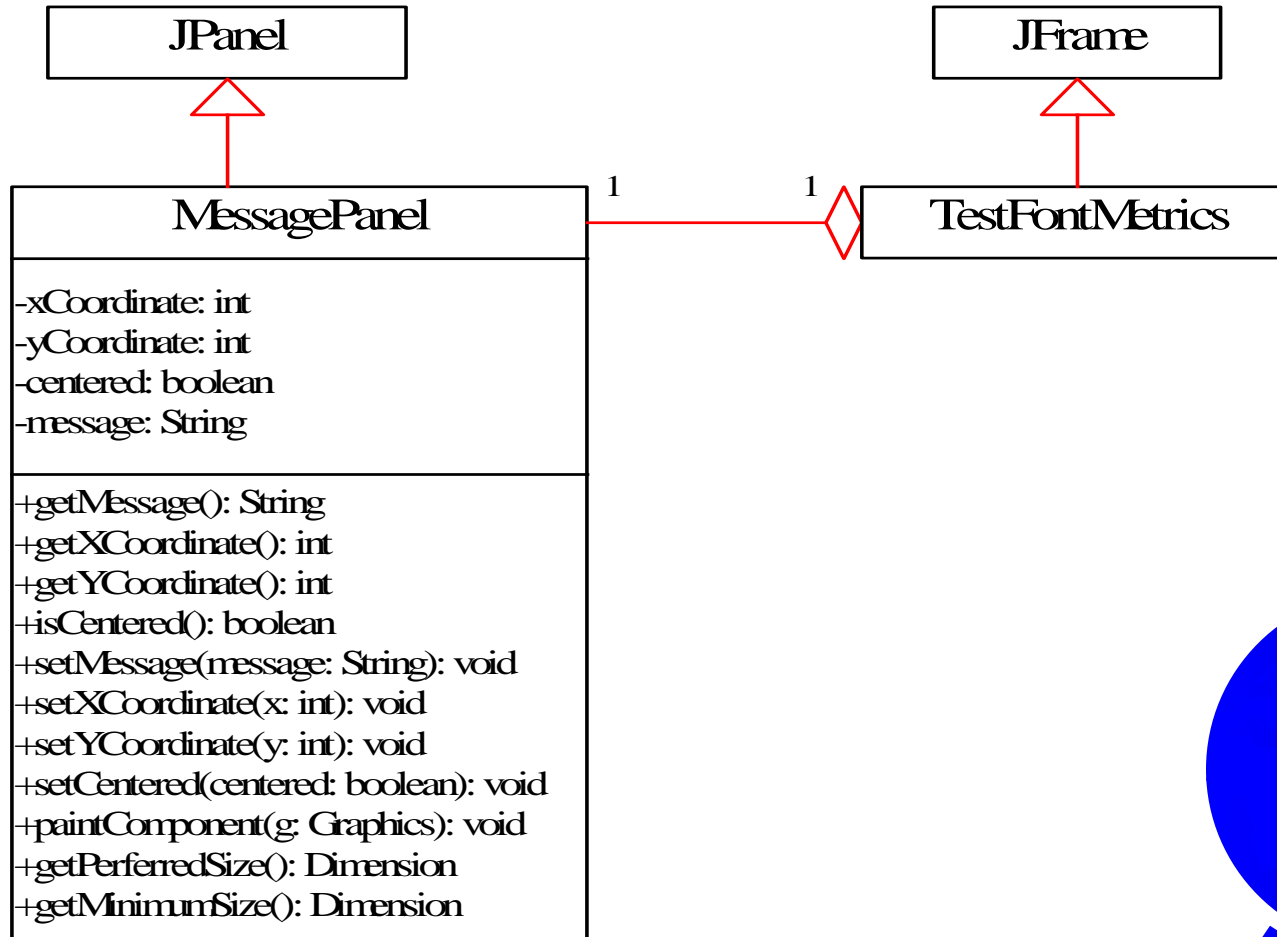 JPanel
JFrame
MessagePanel
1
1
TestFontMetrics
-xCoordinate: int
-yCoordinate: int
-centered: boolean
-message: String
+getMessage(): String
+getXCoordinate(): int
+getYCoordinate(): int
+isCentered(): boolean
+setMessage(message: String): void
+setXCoordinate(x: int): void
+setYCoordinate(y: int): void
+setCentered(centered: boolean): void
+paintComponent(g: Graphics): void
+getPerferredSize(): Dimension
+getMinimumSize(): Dimension